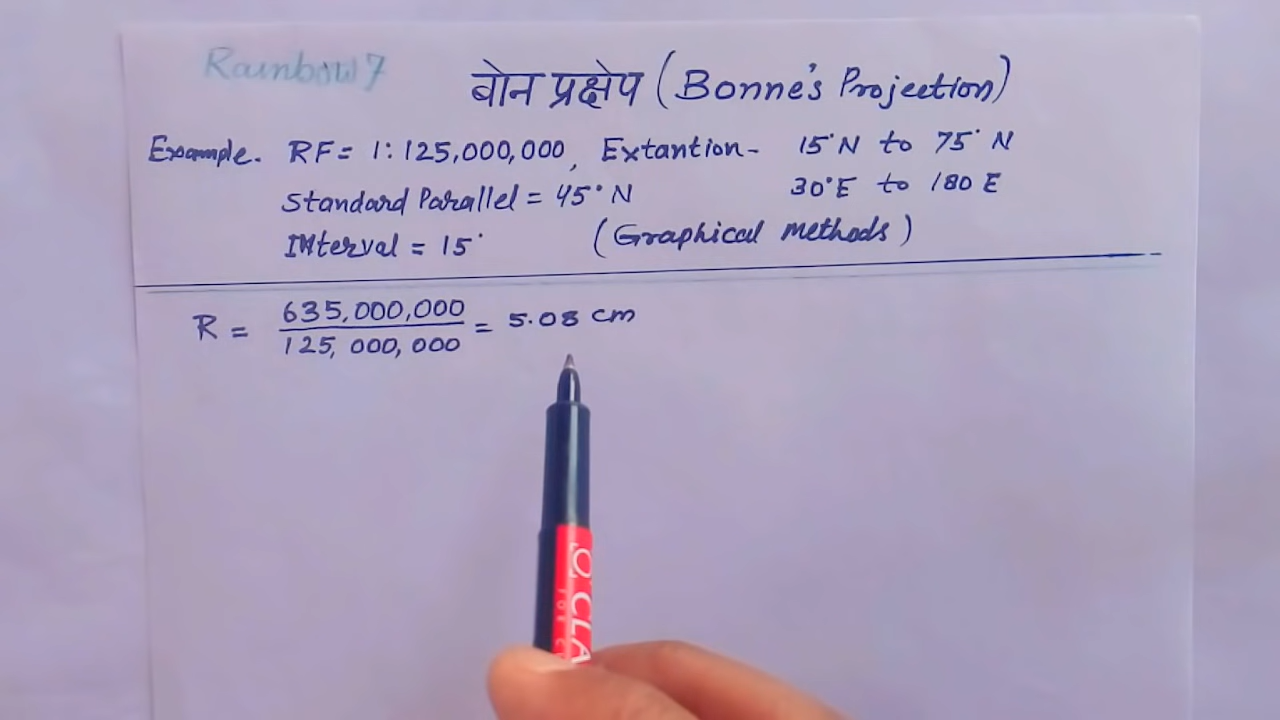 Rainbow7
बोन प्रक्षेप (Bonne's Projection)
Example. RF = 1:125,000,000, Extantion- 15°N to 75°N
Standard Parallel = 45°N 30°E to 180 E
INterval = 15° (Graphical methods)
R = 635,000,000 / 125,000,000 = 5.08 cm
O CLA